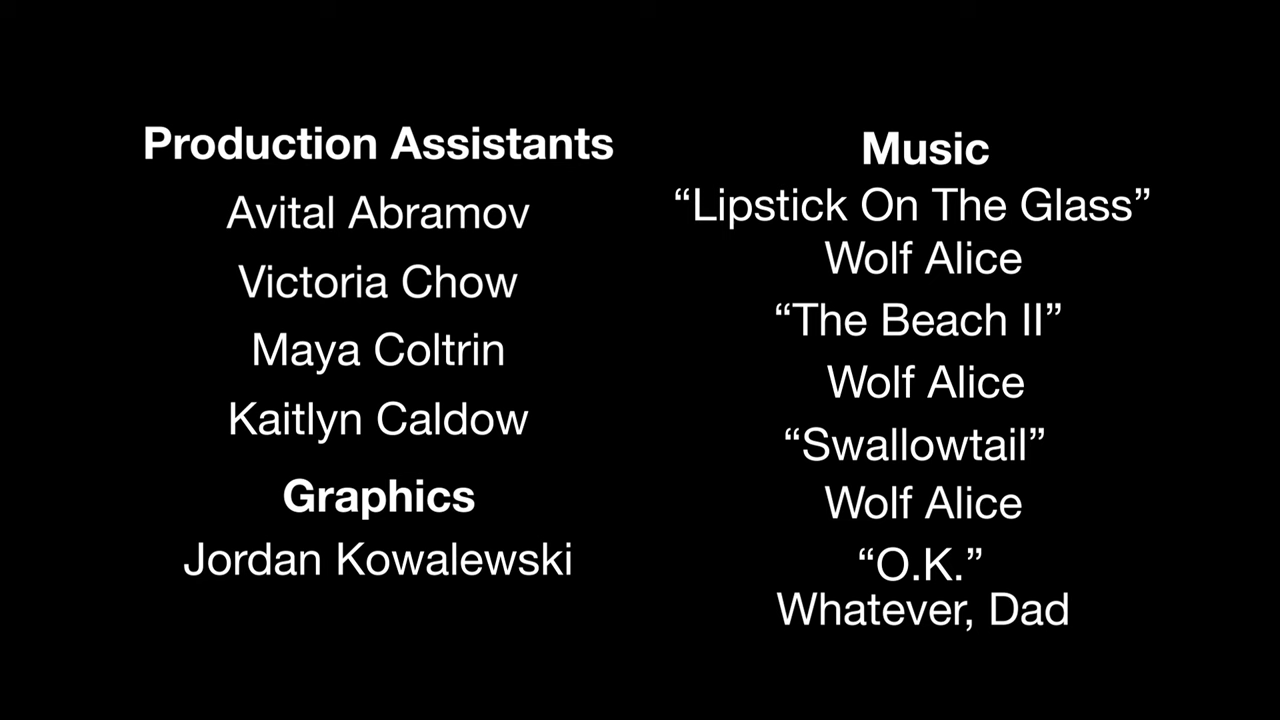 Production Assistants
Avital Abramov
Victoria Chow
Maya Coltrin
Kaitlyn Caldow
Graphics
Jordan Kowalewski
Music
“Lipstick On The Glass”
Wolf Alice
“The Beach II”
Wolf Alice
“Swallowtail”
Wolf Alice
“O.K.”
Whatever, Dad